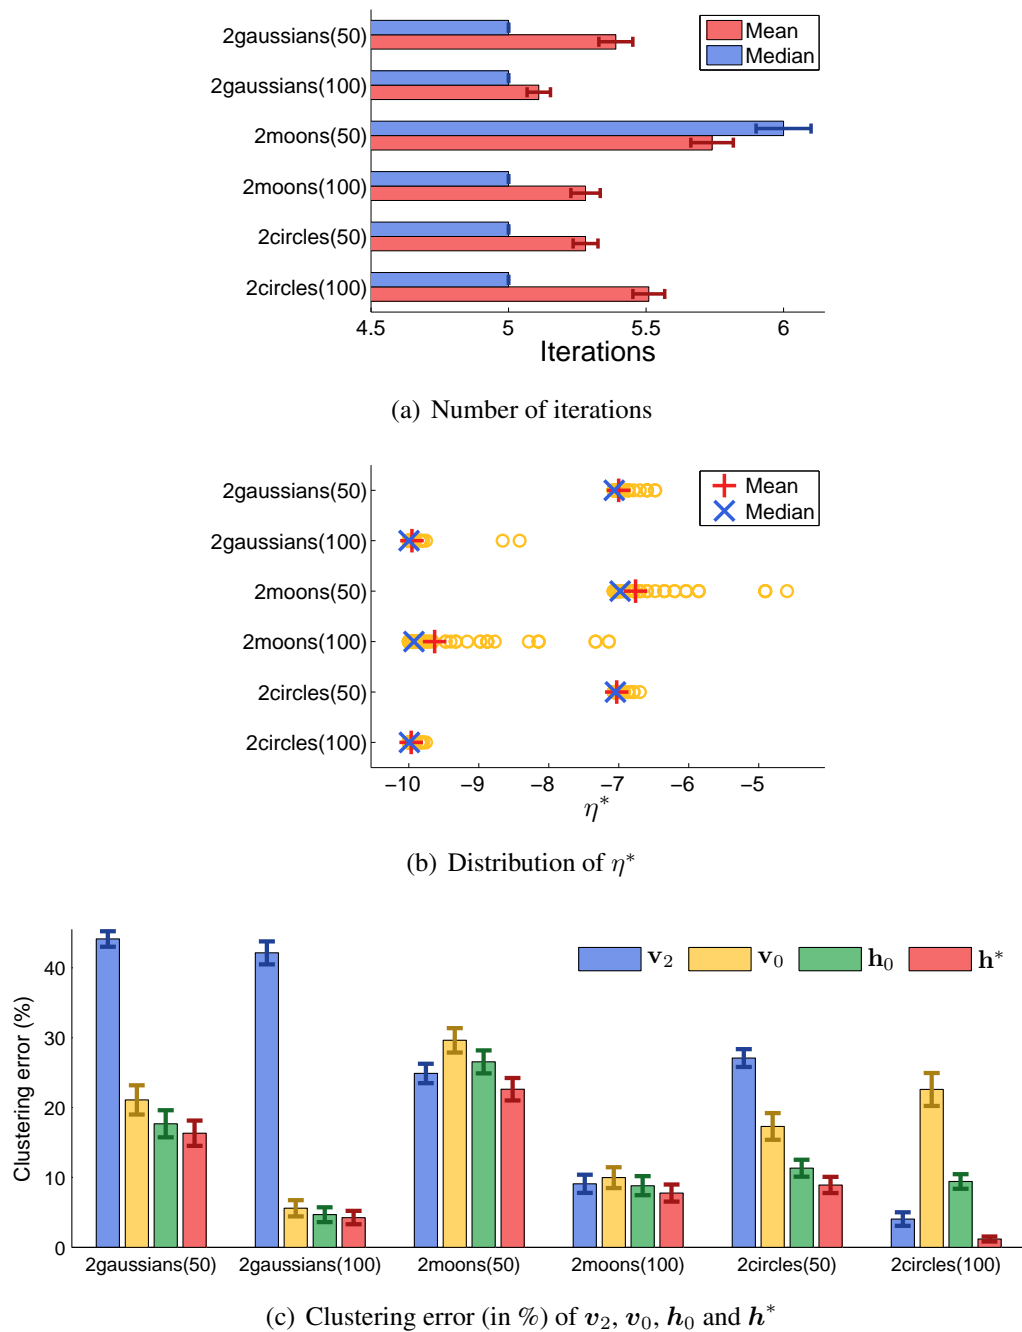 2gaussians(50)
2gaussians(100)
2moons(50)
2moons(100)
2circles(50)
2circles(100)
Mean
Median
4.5 5 5.5 6
Iterations
(a) Number of iterations
2gaussians(50)
2gaussians(100)
2moons(50)
2moons(100)
2circles(50)
2circles(100)
Mean
Median
−10 −9 −8 −7 −6 −5
η*
(b) Distribution of η*
Clustering error (%)
40
30
20
10
0
v₂ v₀ h₀ h*
2gaussians(50) 2gaussians(100) 2moons(50) 2moons(100) 2circles(50) 2circles(100)
(c) Clustering error (in %) of v₂, v₀, h₀ and h*